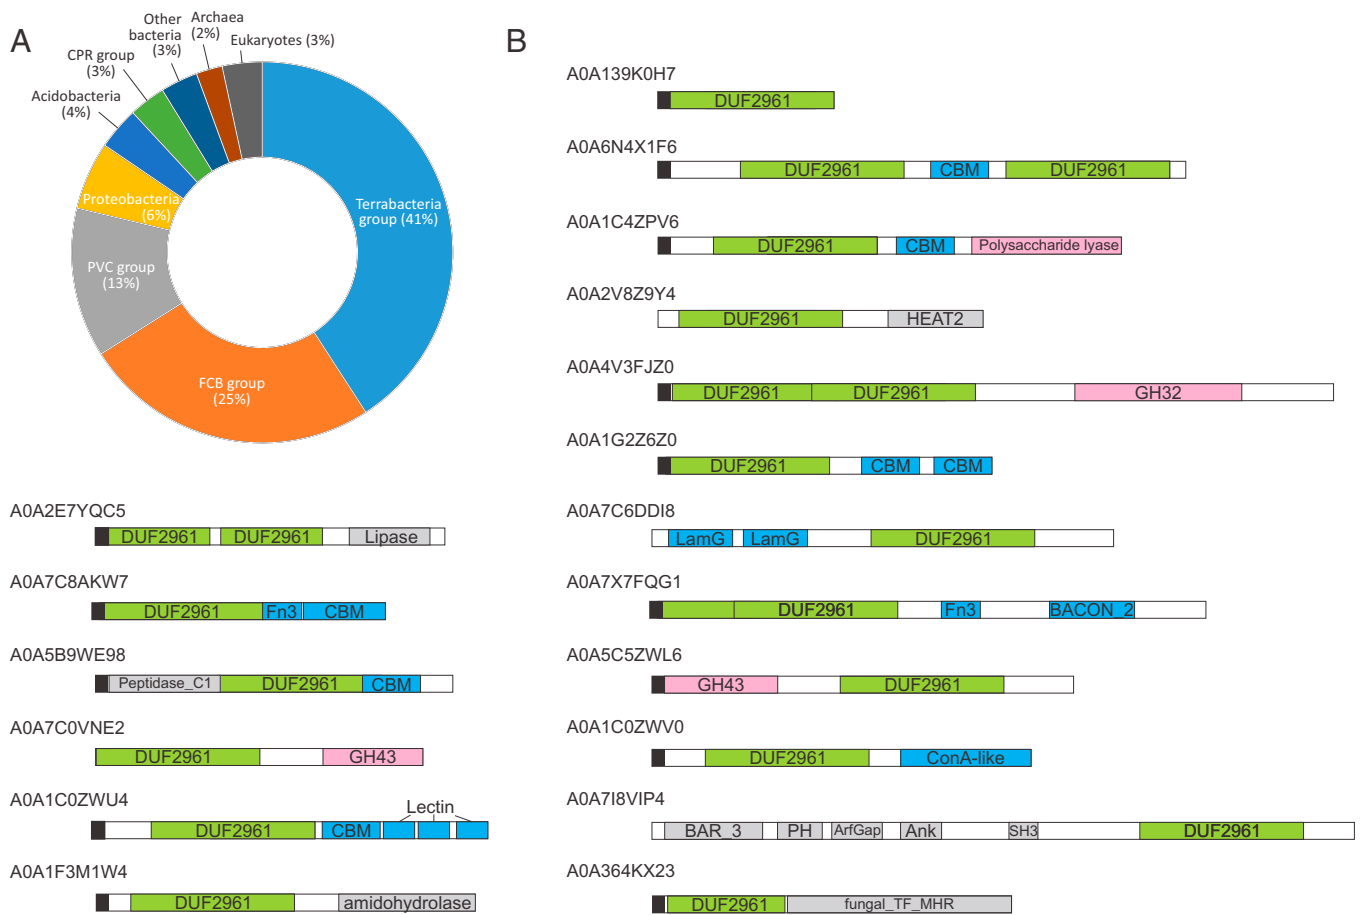 A
Archaea
(2%)
Other
bacteria
(3%)
Eukaryotes (3%)
CPR group
(3%)
Acidobacteria
(4%)
Proteobacteria
(6%)
Terrabacteria
group (41%)
PVC group
(13%)
FCB group
(25%)
A0A2E7YQC5
DUF2961 DUF2961 Lipase
A0A7C8AKW7
DUF2961 Fn3 CBM
A0A5B9WE98
Peptidase_C1 DUF2961 CBM
A0A7C0VNE2
DUF2961 GH43
A0A1C0ZWU4
Lectin
DUF2961 CBM
A0A1F3M1W4
DUF2961 amidohydrolase
B
A0A139K0H7
DUF2961
A0A6N4X1F6
DUF2961 CBM DUF2961
A0A1C4ZPV6
DUF2961 CBM Polysaccharide lyase
A0A2V8Z9Y4
DUF2961 HEAT2
A0A4V3FJZ0
DUF2961 DUF2961 GH32
A0A1G2Z6Z0
DUF2961 CBM CBM
A0A7C6DDI8
LamG LamG DUF2961
A0A7X7FQG1
DUF2961 Fn3 BACON_2
A0A5C5ZWL6
GH43 DUF2961
A0A1C0ZWV0
DUF2961 ConA-like
A0A7I8VIP4
BAR_3 PH ArfGap Ank SH3 DUF2961
A0A364KX23
DUF2961 fungal_TF_MHR